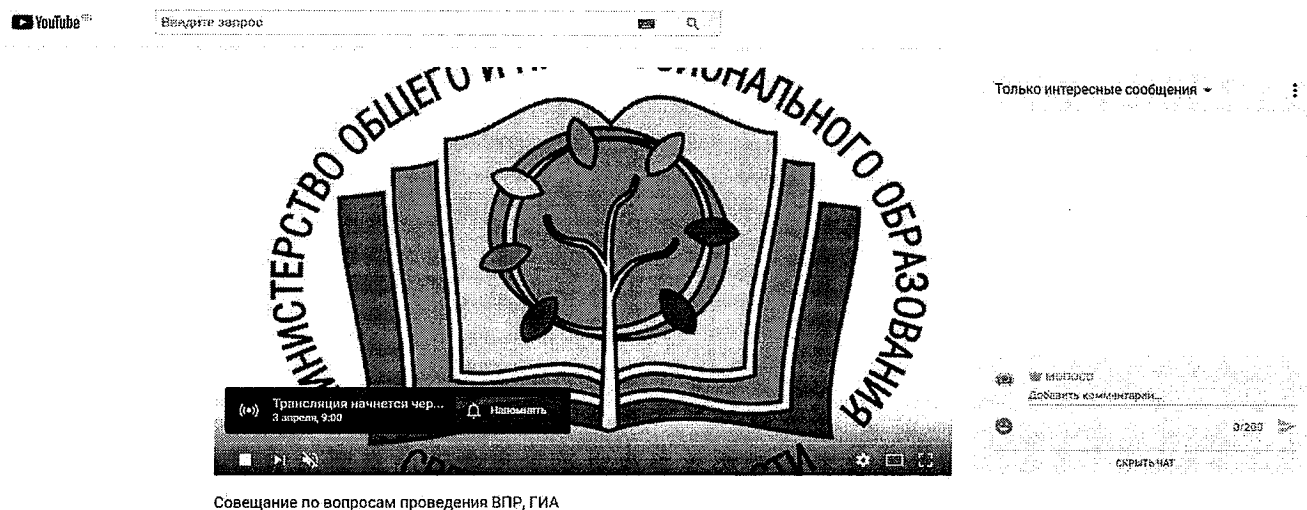 YouTube
Введите запрос
МИНИСТЕРСТВО ОБЩЕГО И ОБРАЗОВАНИЯ
Только интересные сообщения
Трансляция начнется чер...
3 апреля, 9:00
Напомнить
Добавить комментарий...
0/200
СКРЫТЬ ЧАТ
Совещание по вопросам проведения ВПР, ГИА